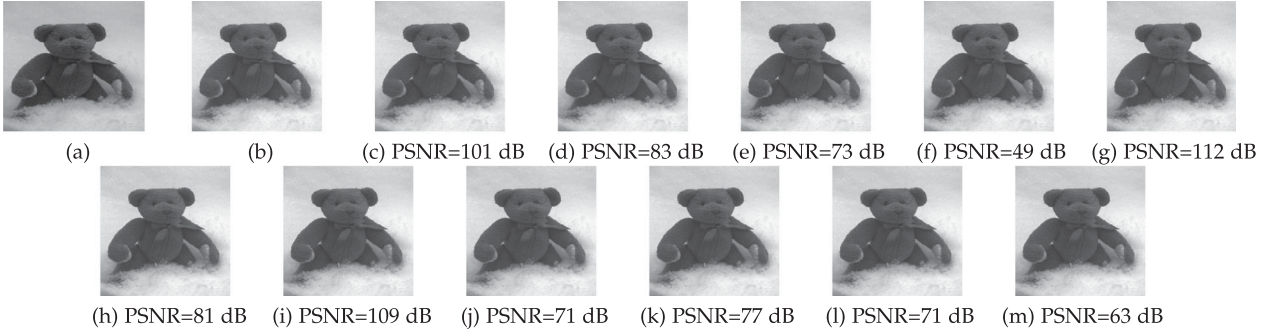 (a)
(b)
(c) PSNR=101 dB
(d) PSNR=83 dB
(e) PSNR=73 dB
(f) PSNR=49 dB
(g) PSNR=112 dB
(h) PSNR=81 dB
(i) PSNR=109 dB
(j) PSNR=71 dB
(k) PSNR=77 dB
(l) PSNR=71 dB
(m) PSNR=63 dB